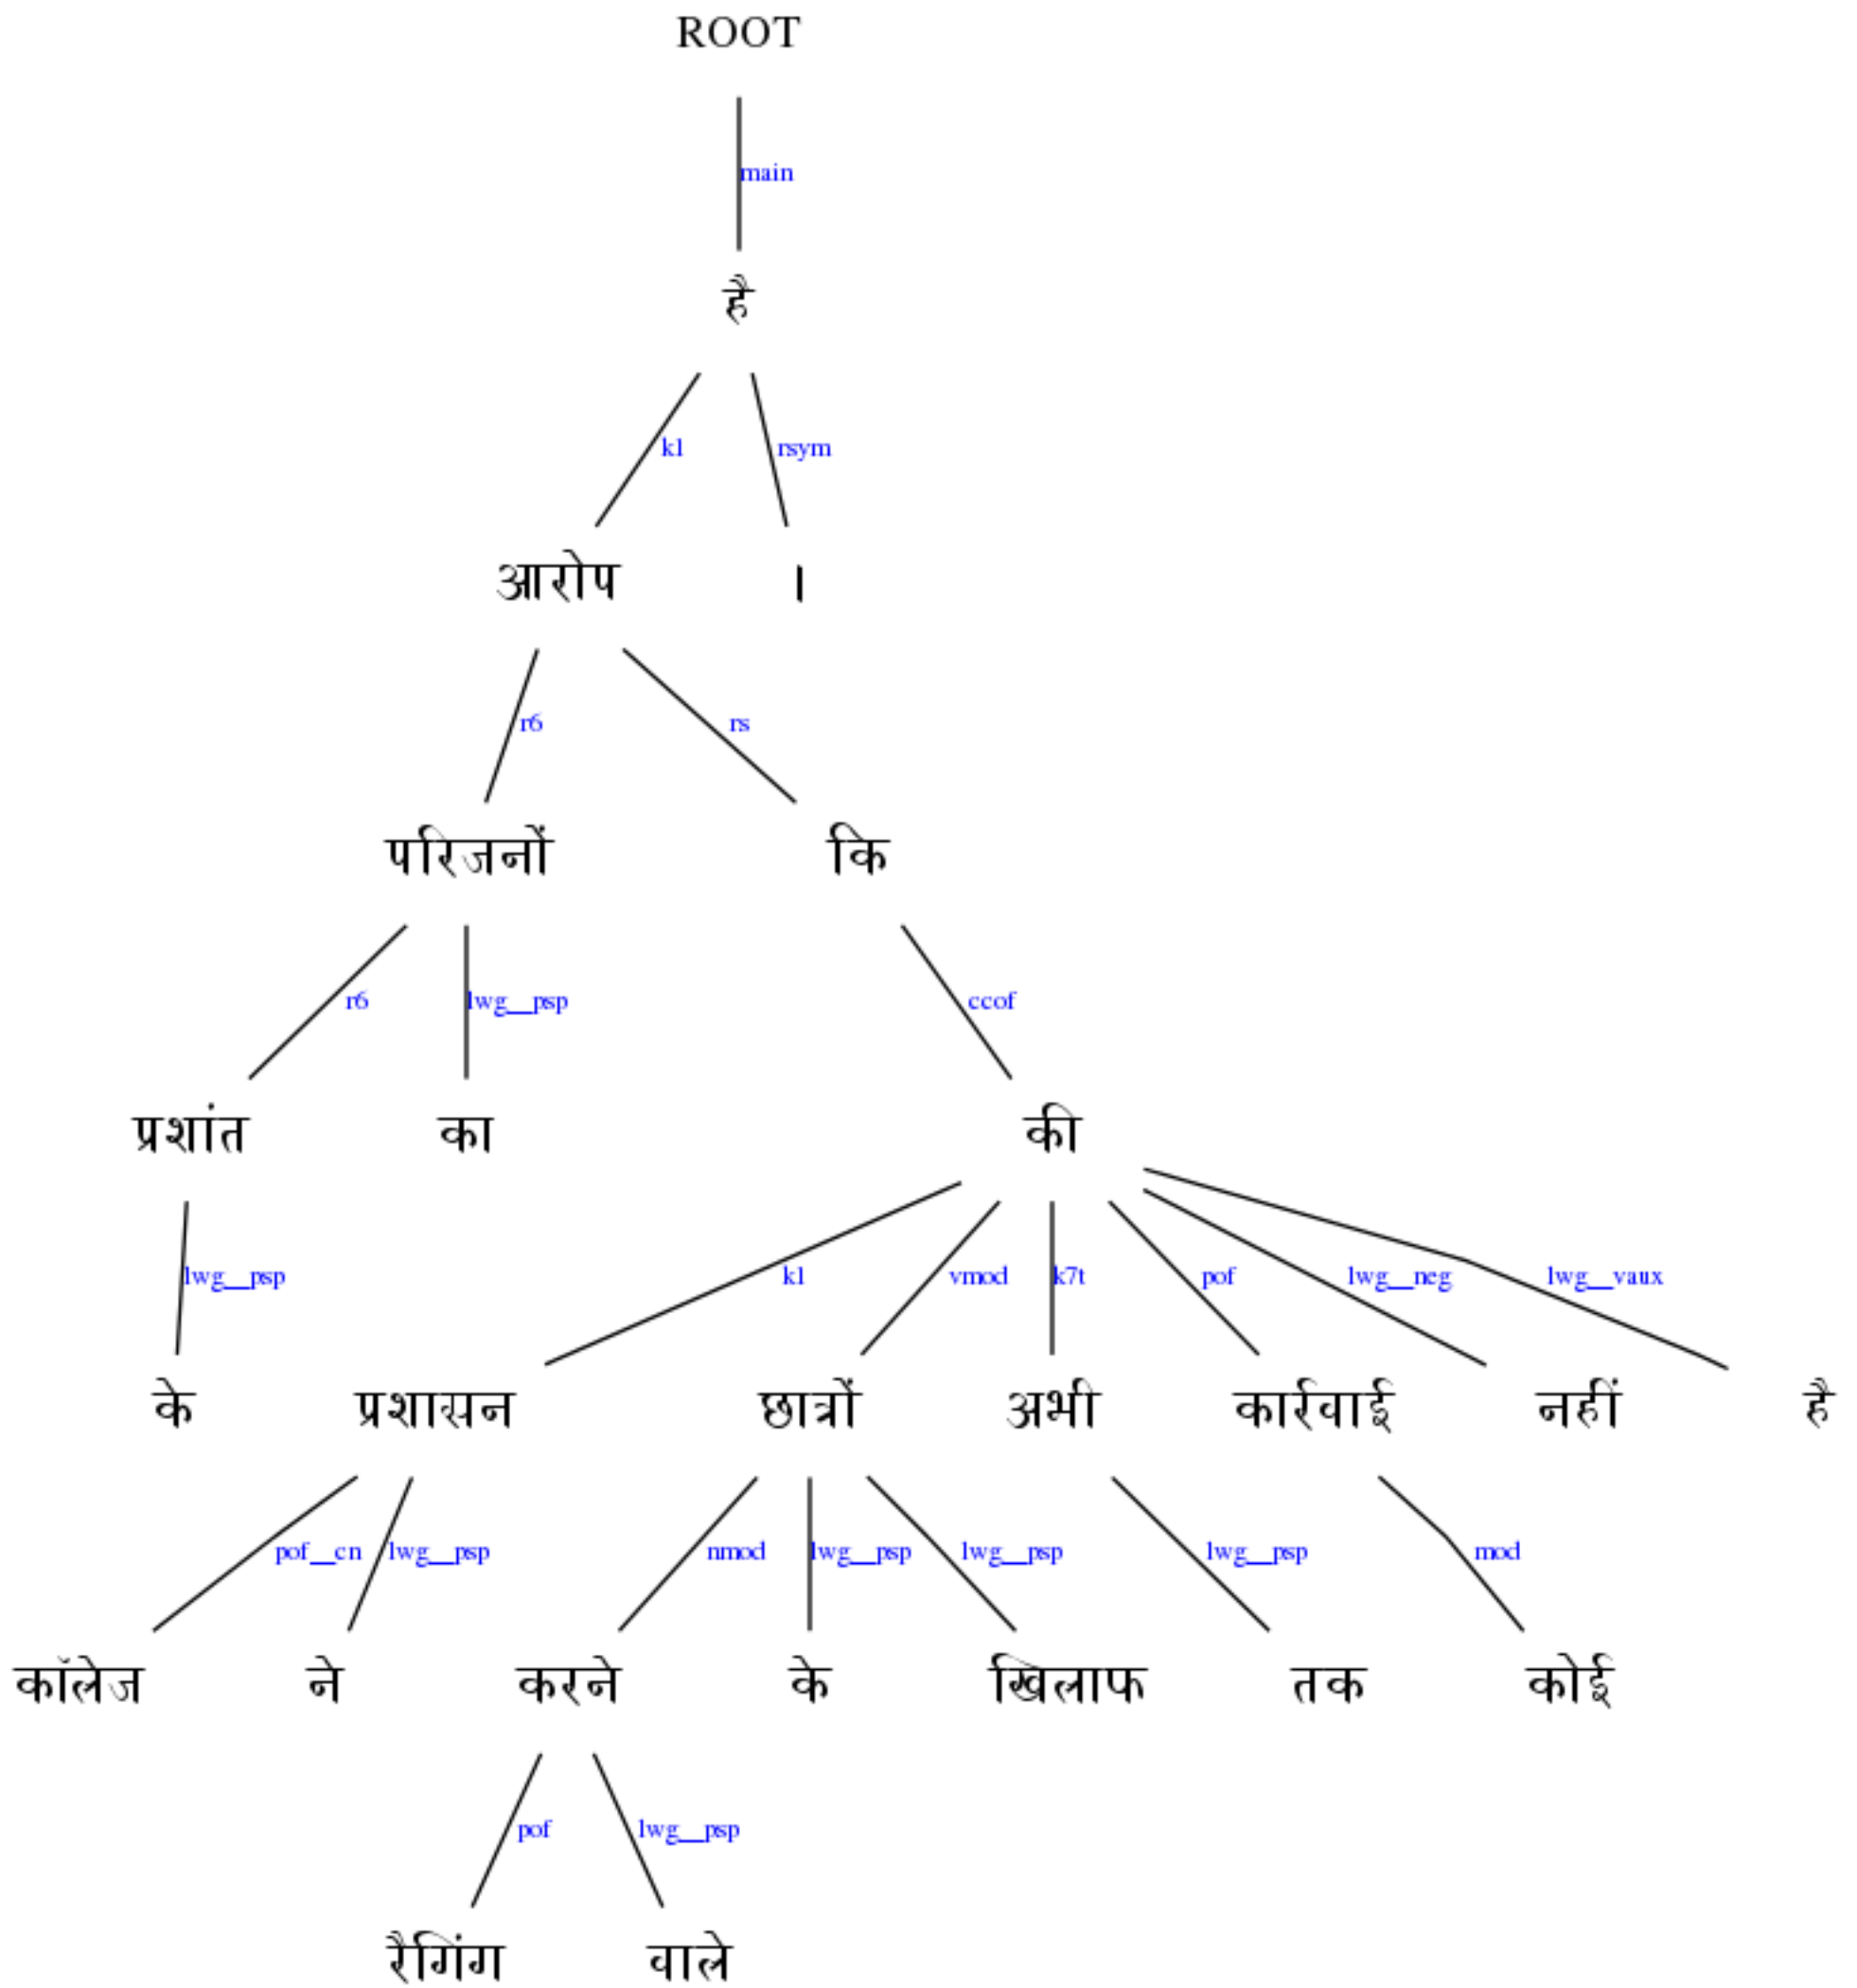 ROOT
main
है
k1 rsym
आरोप ।
r6 rs
परिजनों कि
r6 lwg__psp ccof
प्रशांत का की
lwg__psp k1 vmod k7t pof lwg__neg lwg__vaux
के प्रशासन छात्रों अभी कार्रवाई नहीं है
pof__cn lwg__psp nmod lwg__psp lwg__psp lwg__psp mod
कॉलेज ने करने के खिलाफ तक कोई
pof lwg__psp
रैगिंग वाले